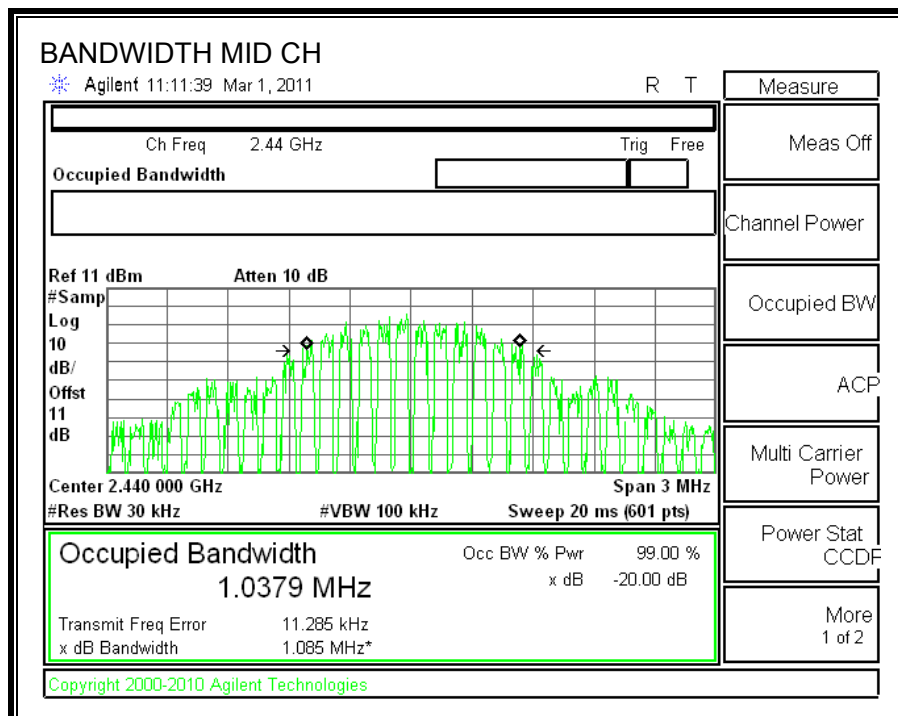 BANDWIDTH MID CH
Agilent 11:11:39 Mar 1, 2011 R T
Measure
Ch Freq 2.44 GHz Trig Free
Meas Off
Occupied Bandwidth
Channel Power
Ref 11 dBm Atten 10 dB
#Samp
Log
10
dB/
Offst
11
dB
Occupied BW
ACP
Multi Carrier
Power
Center 2.440 000 GHz Span 3 MHz
#Res BW 30 kHz #VBW 100 kHz Sweep 20 ms (601 pts)
Power Stat
CCDF
Occupied Bandwidth Occ BW % Pwr 99.00 %
1.0379 MHz x dB -20.00 dB
Transmit Freq Error 11.285 kHz
x dB Bandwidth 1.085 MHz*
More
1 of 2
Copyright 2000-2010 Agilent Technologies